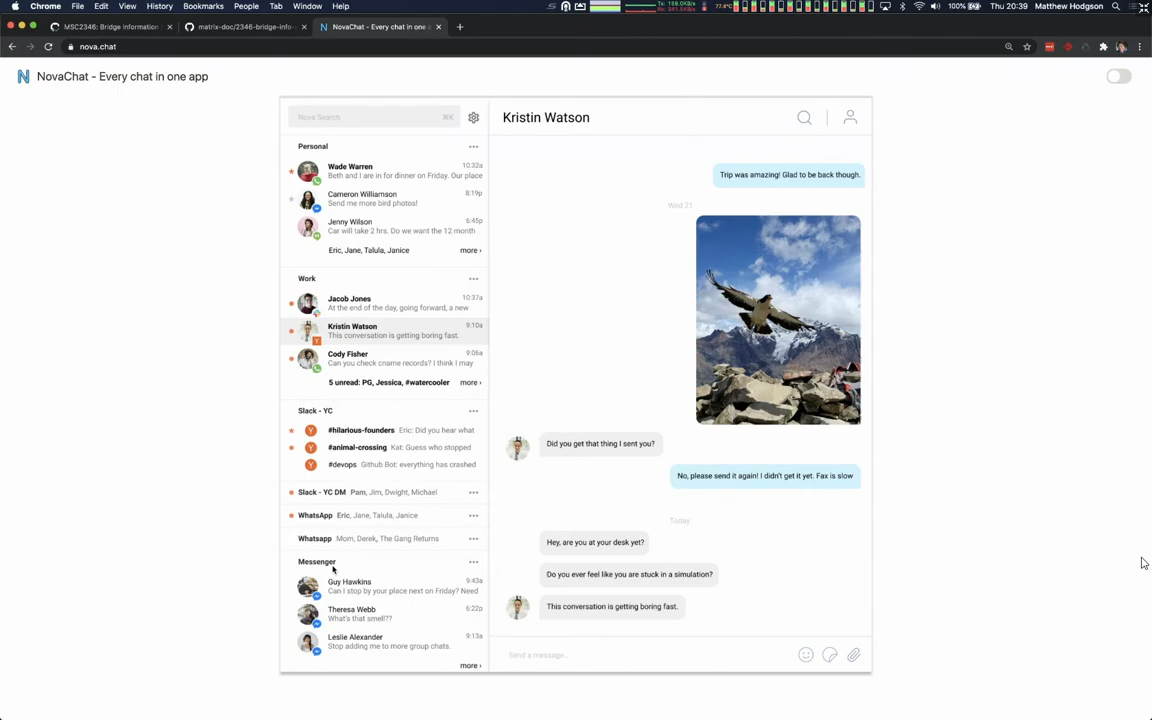 Chrome File Edit View History Bookmarks People Tab Window Help
100% Thu 20:39 Matthew Hodgson
MSC2346: Bridge information
matrix-doc/2346-bridge-info-
NovaChat - Every chat in one a
nova.chat
NovaChat - Every chat in one app
Nova Search ⌘K
Kristin Watson
Personal
Wade Warren 10:32a
Beth and I are in for dinner on Friday. Our place
Cameron Williamson 8:19p
Send me more bird photos!
Jenny Wilson 6:45p
Car will take 2 hrs. Do we want the 12 month
Eric, Jane, Talula, Janice more ›
Work
Jacob Jones 10:37a
At the end of the day, going forward, a new
Kristin Watson 9:10a
This conversation is getting boring fast.
Cody Fisher 9:06a
Can you check cname records? I think I may
5 unread: PG, Jessica, #watercooler more ›
Slack - YC
#hilarious-founders Eric: Did you hear what
#animal-crossing Kat: Guess who stopped
#devops Github Bot: everything has crashed
Slack - YC DM Pam, Jim, Dwight, Michael
WhatsApp Eric, Jane, Talula, Janice
Whatsapp Mom, Derek, The Gang Returns
Messenger
Guy Hawkins 9:43a
Can I stop by your place next on Friday? Need
Theresa Webb 6:22p
What's that smell??
Leslie Alexander 9:13a
Stop adding me to more group chats.
more ›
Trip was amazing! Glad to be back though.
Wed 21
Did you get that thing I sent you?
No, please send it again! I didn't get it yet. Fax is slow
Today
Hey, are you at your desk yet?
Do you ever feel like you are stuck in a simulation?
This conversation is getting boring fast.
Send a message...